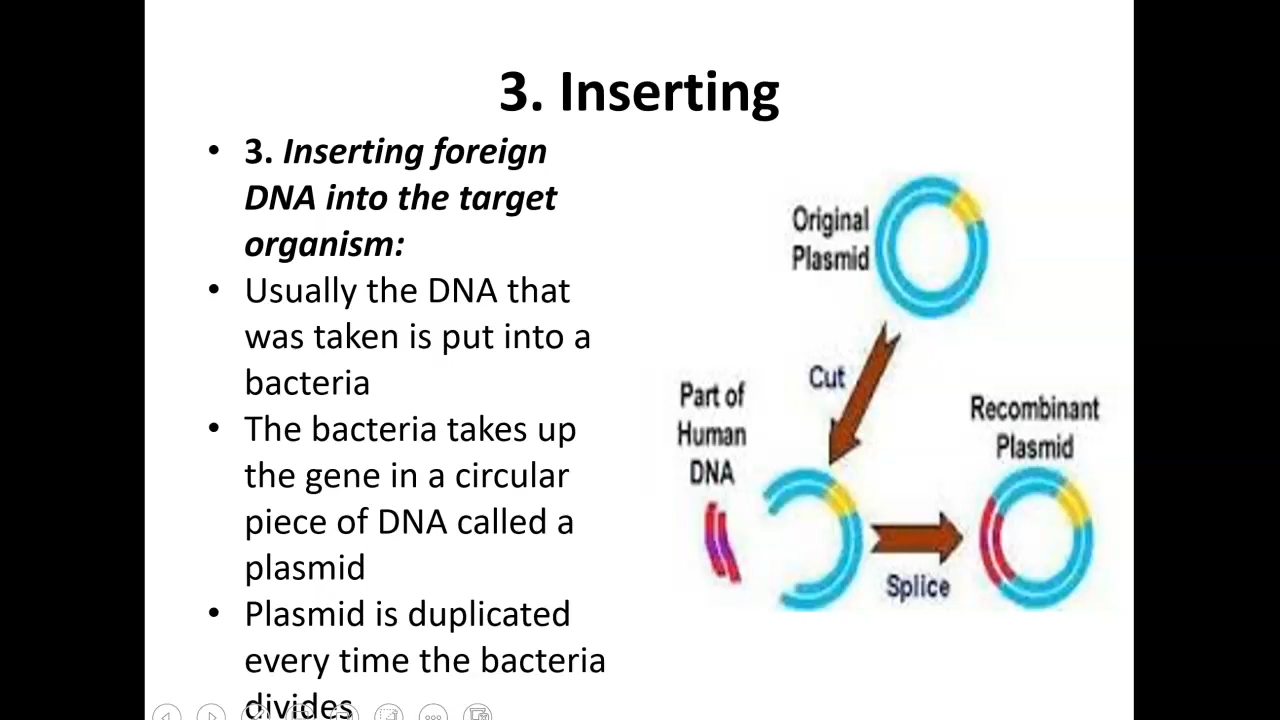 3. Inserting
• 3. Inserting foreign
DNA into the target
organism:
• Usually the DNA that
was taken is put into a
bacteria
• The bacteria takes up
the gene in a circular
piece of DNA called a
plasmid
• Plasmid is duplicated
every time the bacteria
divides
Original
Plasmid
Cut
Part of
Human
DNA
Recombinant
Plasmid
Splice